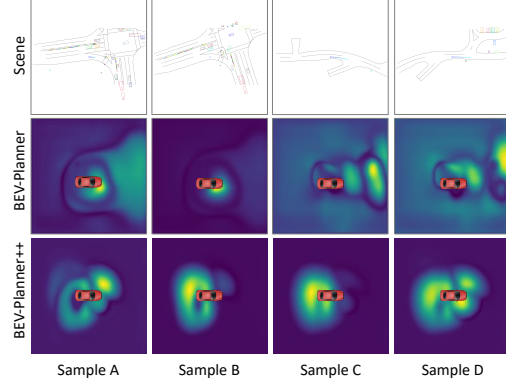 Scene
BEV-Planner
BEV-Planner++
Sample A
Sample B
Sample C
Sample D